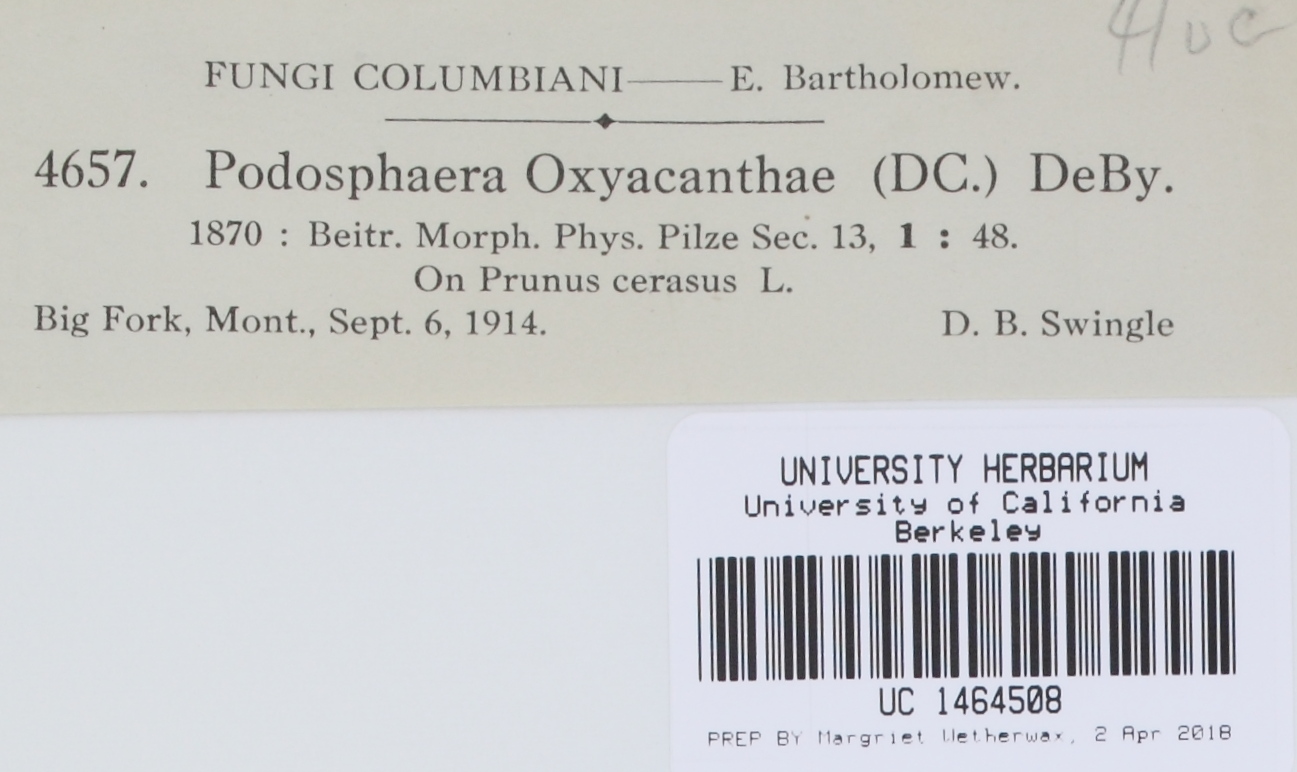 FUNGI COLUMBIANI—E. Bartholomew.
4657. Podosphaera Oxyacanthae (DC.) DeBy.
1870 : Beitr. Morph. Phys. Pilze Sec. 13, 1 : 48.
On Prunus cerasus L.
Big Fork, Mont., Sept. 6, 1914. D. B. Swingle
UNIVERSITY HERBARIUM
University of California
Berkeley
UC 1464508
PREP BY Margriet Wetherwax, 2 Apr 2018